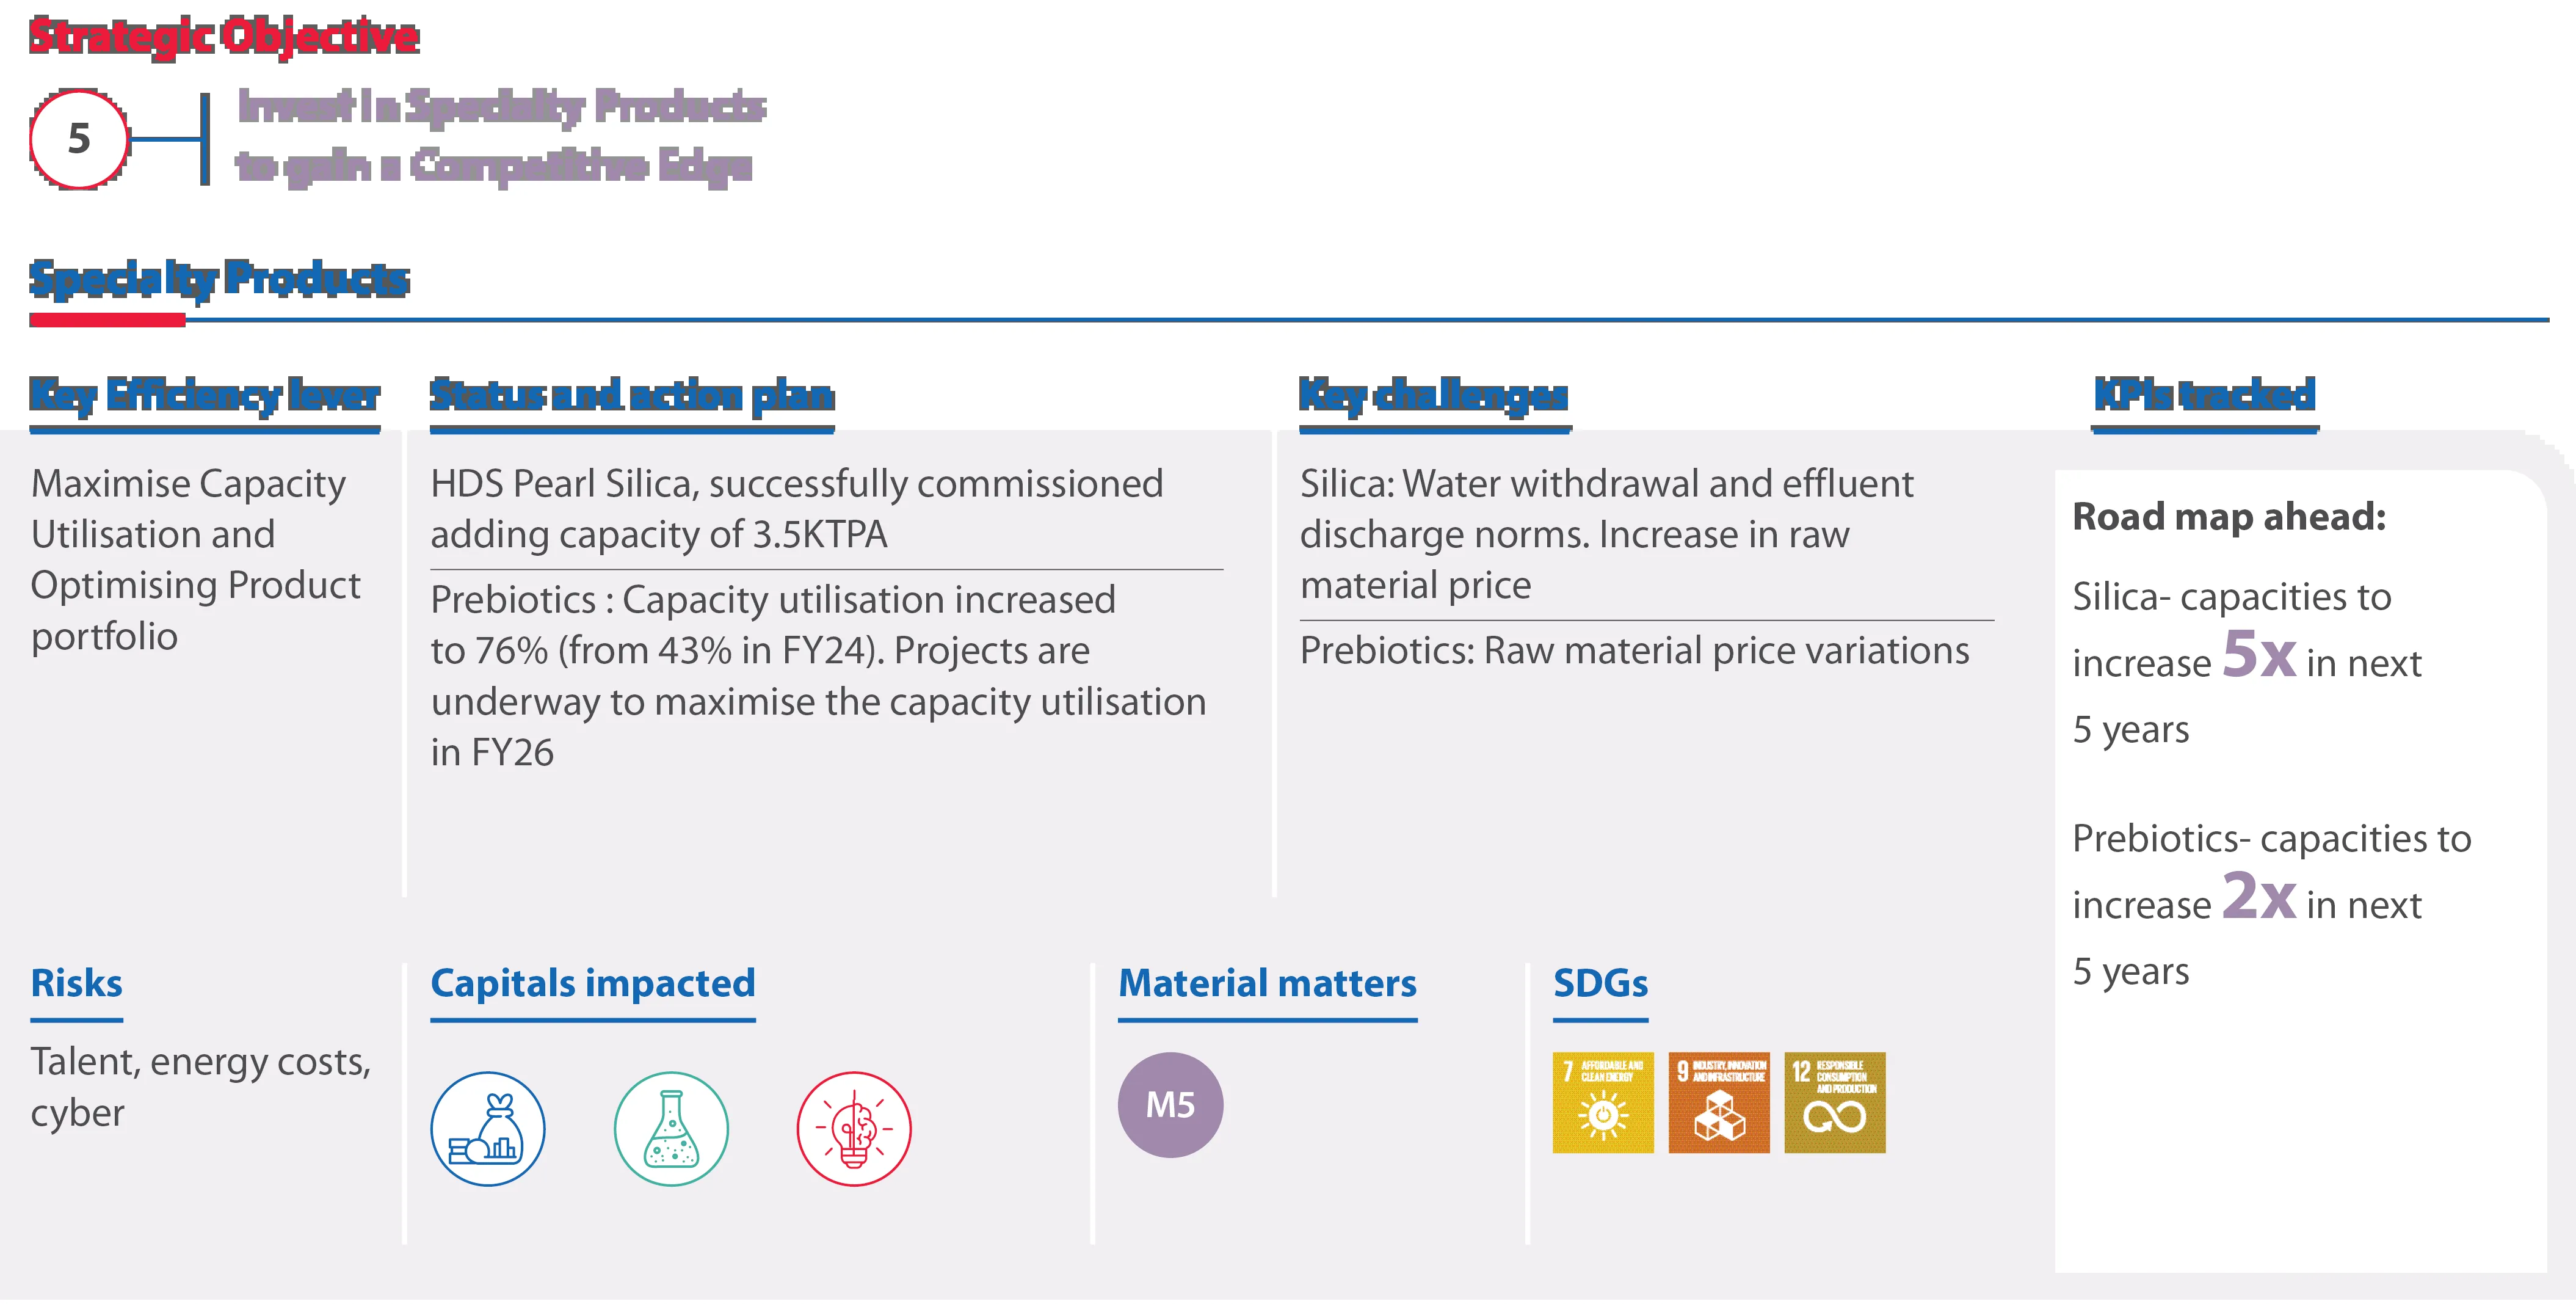 Strategic Objective
5
Invest in Specialty Products
to gain a Competitive Edge
Specialty Products
Key Efficiency lever
Maximise Capacity
Utilisation and
Optimising Product
portfolio
Status and action plan
HDS Pearl Silica, successfully commissioned
adding capacity of 3.5KTPA
Prebiotics : Capacity utilisation increased
to 76% (from 43% in FY24). Projects are
underway to maximise the capacity utilisation
in FY26
Key challenges
Silica: Water withdrawal and effluent
discharge norms. Increase in raw
material price
Prebiotics: Raw material price variations
KPIs tracked
Road map ahead:
Silica- capacities to
increase 5x in next
5 years
Prebiotics- capacities to
increase 2x in next
5 years
Risks
Talent, energy costs,
cyber
Capitals impacted
Material matters
M5
SDGs
7 AFFORDABLE AND
CLEAN ENERGY
9 INDUSTRY, INNOVATION
AND INFRASTRUCTURE
12 RESPONSIBLE
CONSUMPTION
AND PRODUCTION